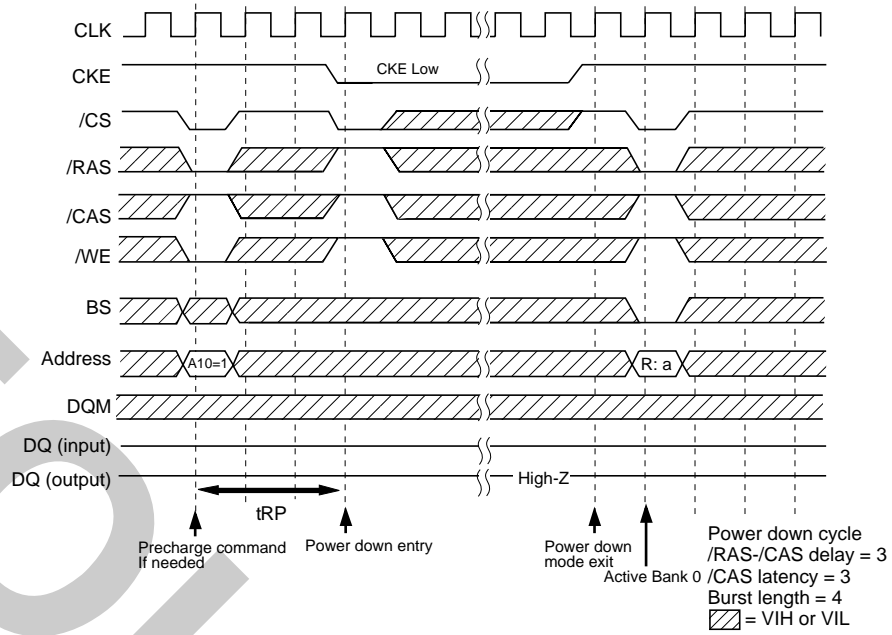 CLK
CKE
CKE Low
/CS
/RAS
/CAS
/WE
BS
Address
A10=1
R: a
DQM
DQ (input)
DQ (output)
High-Z
tRP
Precharge command
If needed
Power down entry
Power down
mode exit
Active Bank 0
Power down cycle
/RAS-/CAS delay = 3
/CAS latency = 3
Burst length = 4
= VIH or VIL